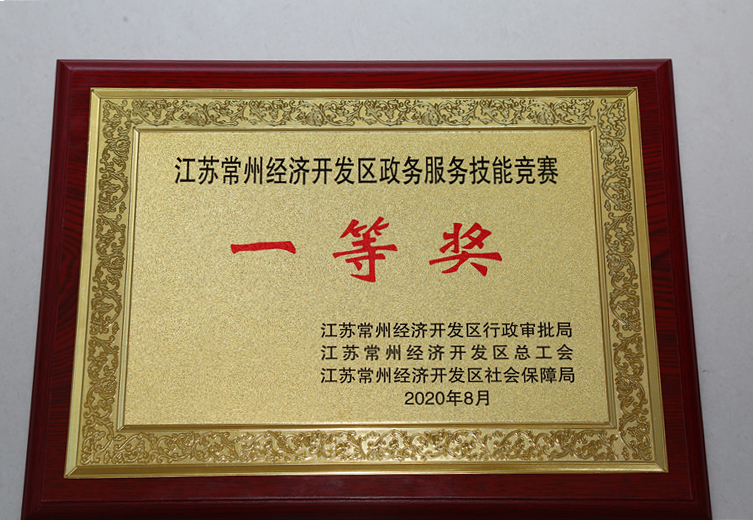 江苏常州经济开发区政务服务技能竞赛
一等奖
江苏常州经济开发区行政审批局
江苏常州经济开发区总工会
江苏常州经济开发区社会保障局
2020年8月